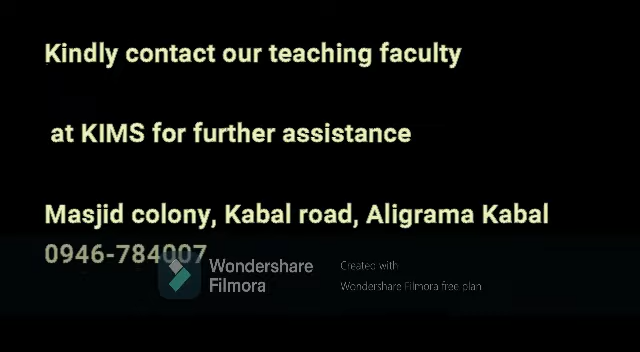 Kindly contact our teaching faculty
at KIMS for further assistance
Masjid colony, Kabal road, Aligrama Kabal
0946-784007
Wondershare
Filmora
Created with
Wondershare Filmora free plan